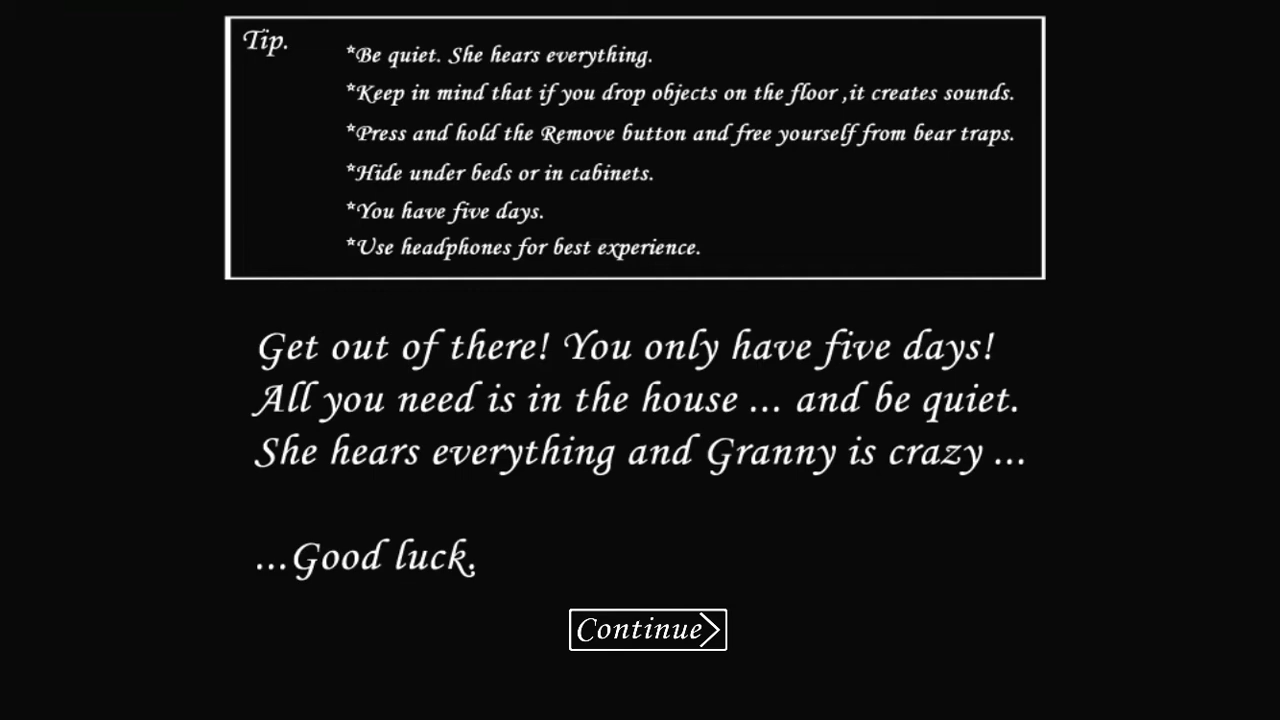 Tip.
*Be quiet. She hears everything.
*Keep in mind that if you drop objects on the floor ,it creates sounds.
*Press and hold the Remove button and free yourself from bear traps.
*Hide under beds or in cabinets.
*You have five days.
*Use headphones for best experience.
Get out of there! You only have five days!
All you need is in the house ... and be quiet.
She hears everything and Granny is crazy ...
...Good luck.
Continue